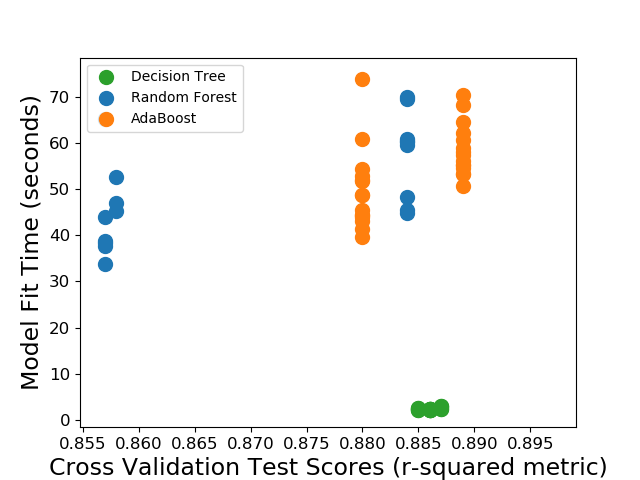 Decision Tree
Random Forest
AdaBoost
70
60
50
40
30
20
10
0
Model Fit Time (seconds)
0.855 0.860 0.865 0.870 0.875 0.880 0.885 0.890 0.895
Cross Validation Test Scores (r-squared metric)